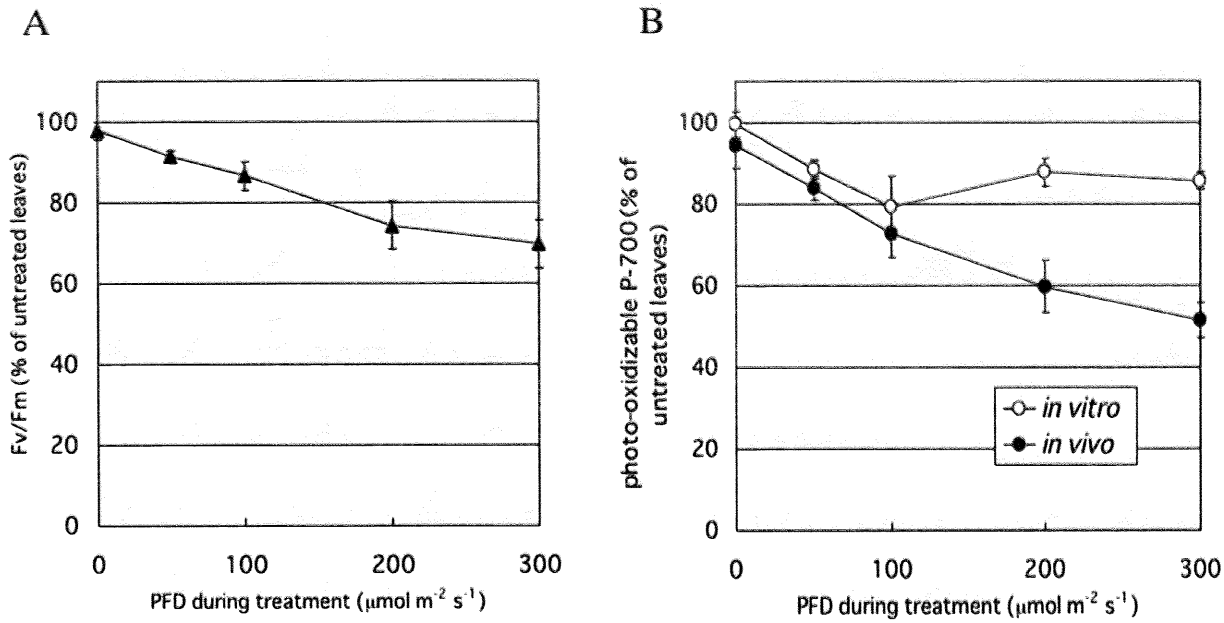 A
Fv/Fm (% of untreated leaves)
100
80
60
40
20
0
0 100 200 300
PFD during treatment (μmol m⁻² s⁻¹)
B
photo-oxidizable P-700 (% of
untreated leaves)
100
80
60
40
20
0
in vitro
in vivo
0 100 200 300
PFD during treatment (μmol m⁻² s⁻¹)